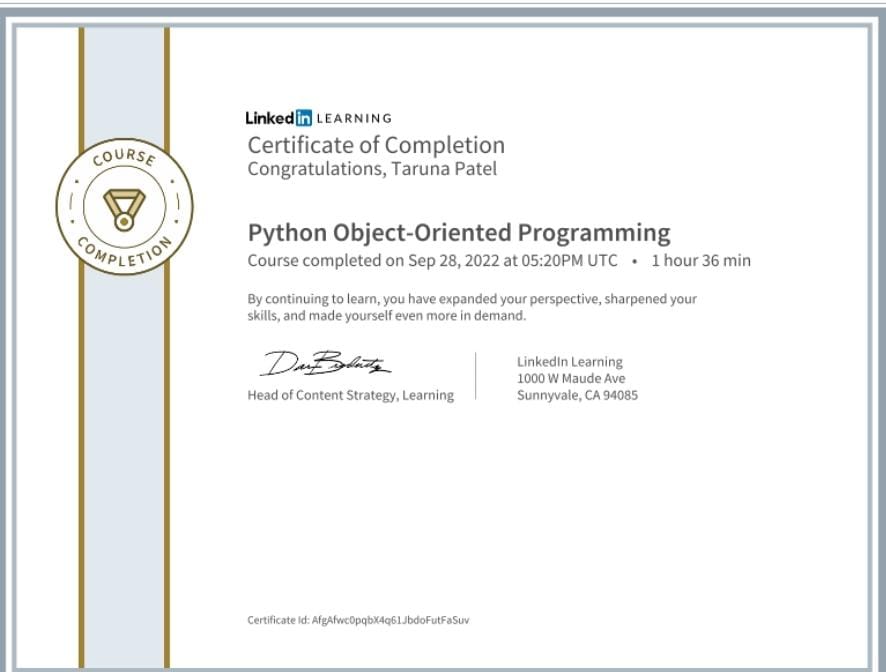 COURSE
COMPLETION
Linkedin LEARNING
Certificate of Completion
Congratulations, Taruna Patel
Python Object-Oriented Programming
Course completed on Sep 28, 2022 at 05:20PM UTC • 1 hour 36 min
By continuing to learn, you have expanded your perspective, sharpened your
skills, and made yourself even more in demand.
Head of Content Strategy, Learning
LinkedIn Learning
1000 W Maude Ave
Sunnyvale, CA 94085
Certificate Id: AfgAfwc0pqbX4q61JbdoFutFaSuv